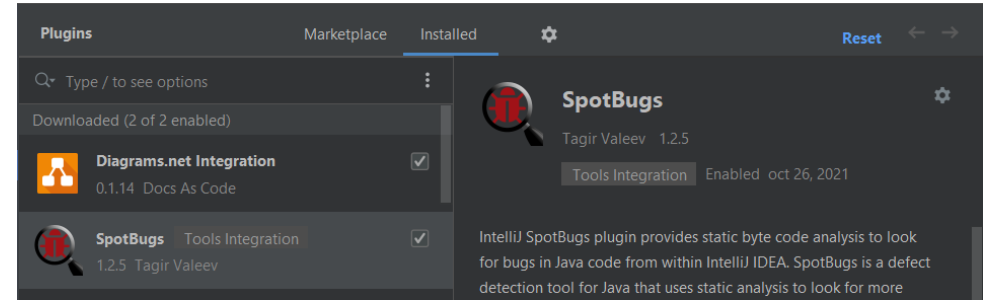 Plugins Marketplace Installed Reset
Type / to see options
Downloaded (2 of 2 enabled)
Diagrams.net Integration
0.1.14 Docs As Code
SpotBugs Tools Integration
1.2.5 Tagir Valeev
SpotBugs
Tagir Valeev 1.2.5
Tools Integration Enabled oct 26, 2021
IntelliJ SpotBugs plugin provides static byte code analysis to look
for bugs in Java code from within IntelliJ IDEA. SpotBugs is a defect
detection tool for Java that uses static analysis to look for more